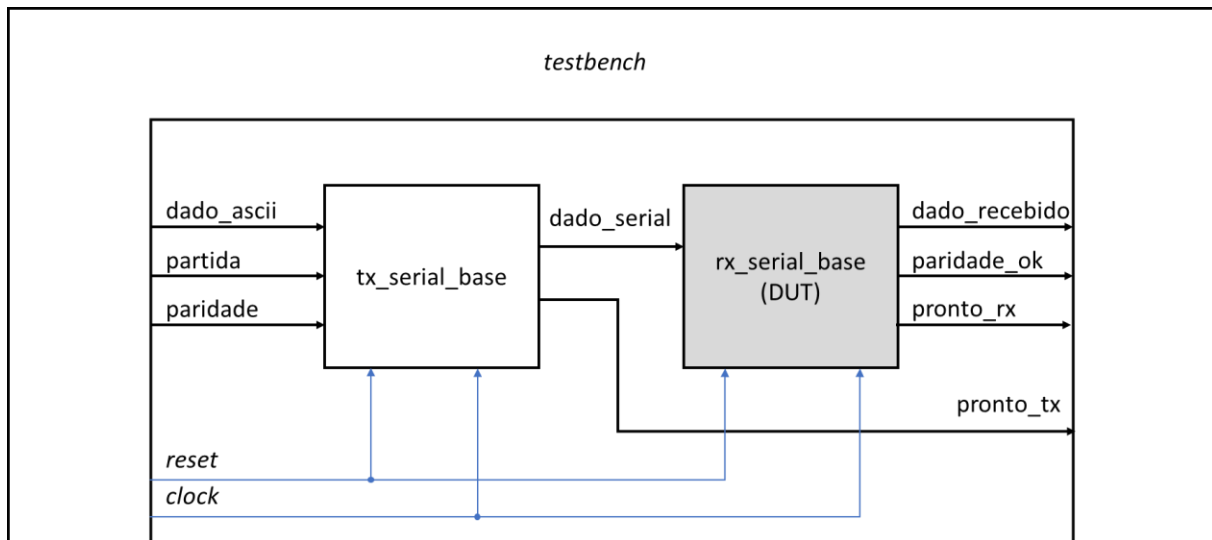 testbench
dado_ascii
partida
paridade
tx_serial_base
dado_serial
rx_serial_base
(DUT)
dado_recebido
paridade_ok
pronto_rx
pronto_tx
reset
clock